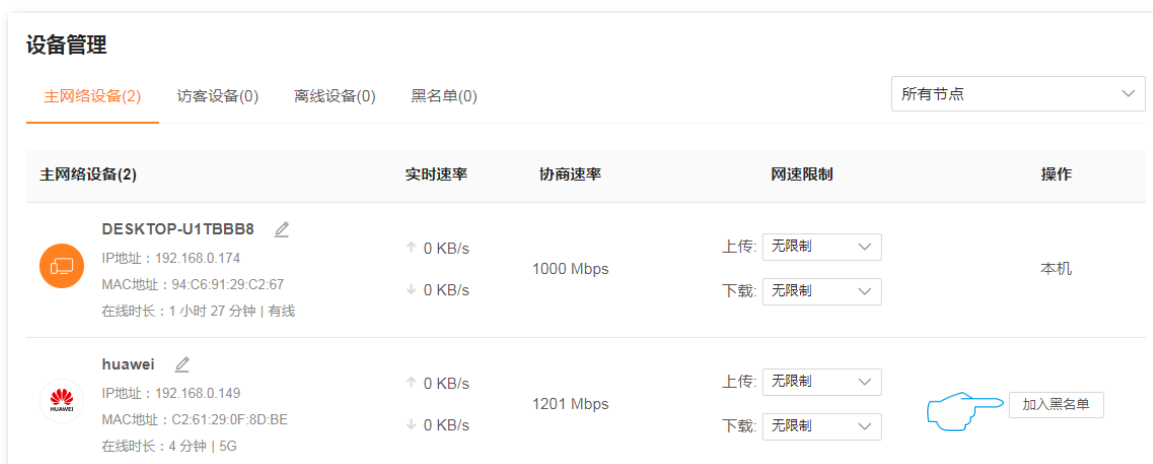 设备管理
主网络设备(2) 访客设备(0) 离线设备(0) 黑名单(0) 所有节点
主网络设备(2) 实时速率 协商速率 网速限制 操作
DESKTOP-U1TBBB8
IP地址：192.168.0.174
MAC地址：94:C6:91:29:C2:67
在线时长：1 小时 27 分钟 | 有线
↑ 0 KB/s
↓ 0 KB/s
1000 Mbps
上传: 无限制
下载: 无限制
本机
huawei
HUAWEI
IP地址：192.168.0.149
MAC地址：C2:61:29:0F:8D:BE
在线时长：4 分钟 | 5G
↑ 0 KB/s
↓ 0 KB/s
1201 Mbps
上传: 无限制
下载: 无限制
加入黑名单